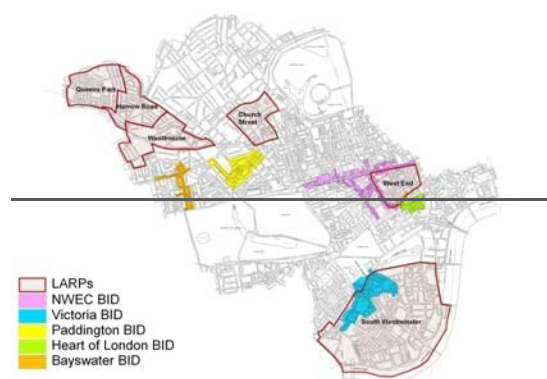 Queens Park
Harrow Road
Westbourne
Church
Street
West End
South Westminster
LARPs
NWEC BID
Victoria BID
Paddington BID
Heart of London BID
Bayswater BID